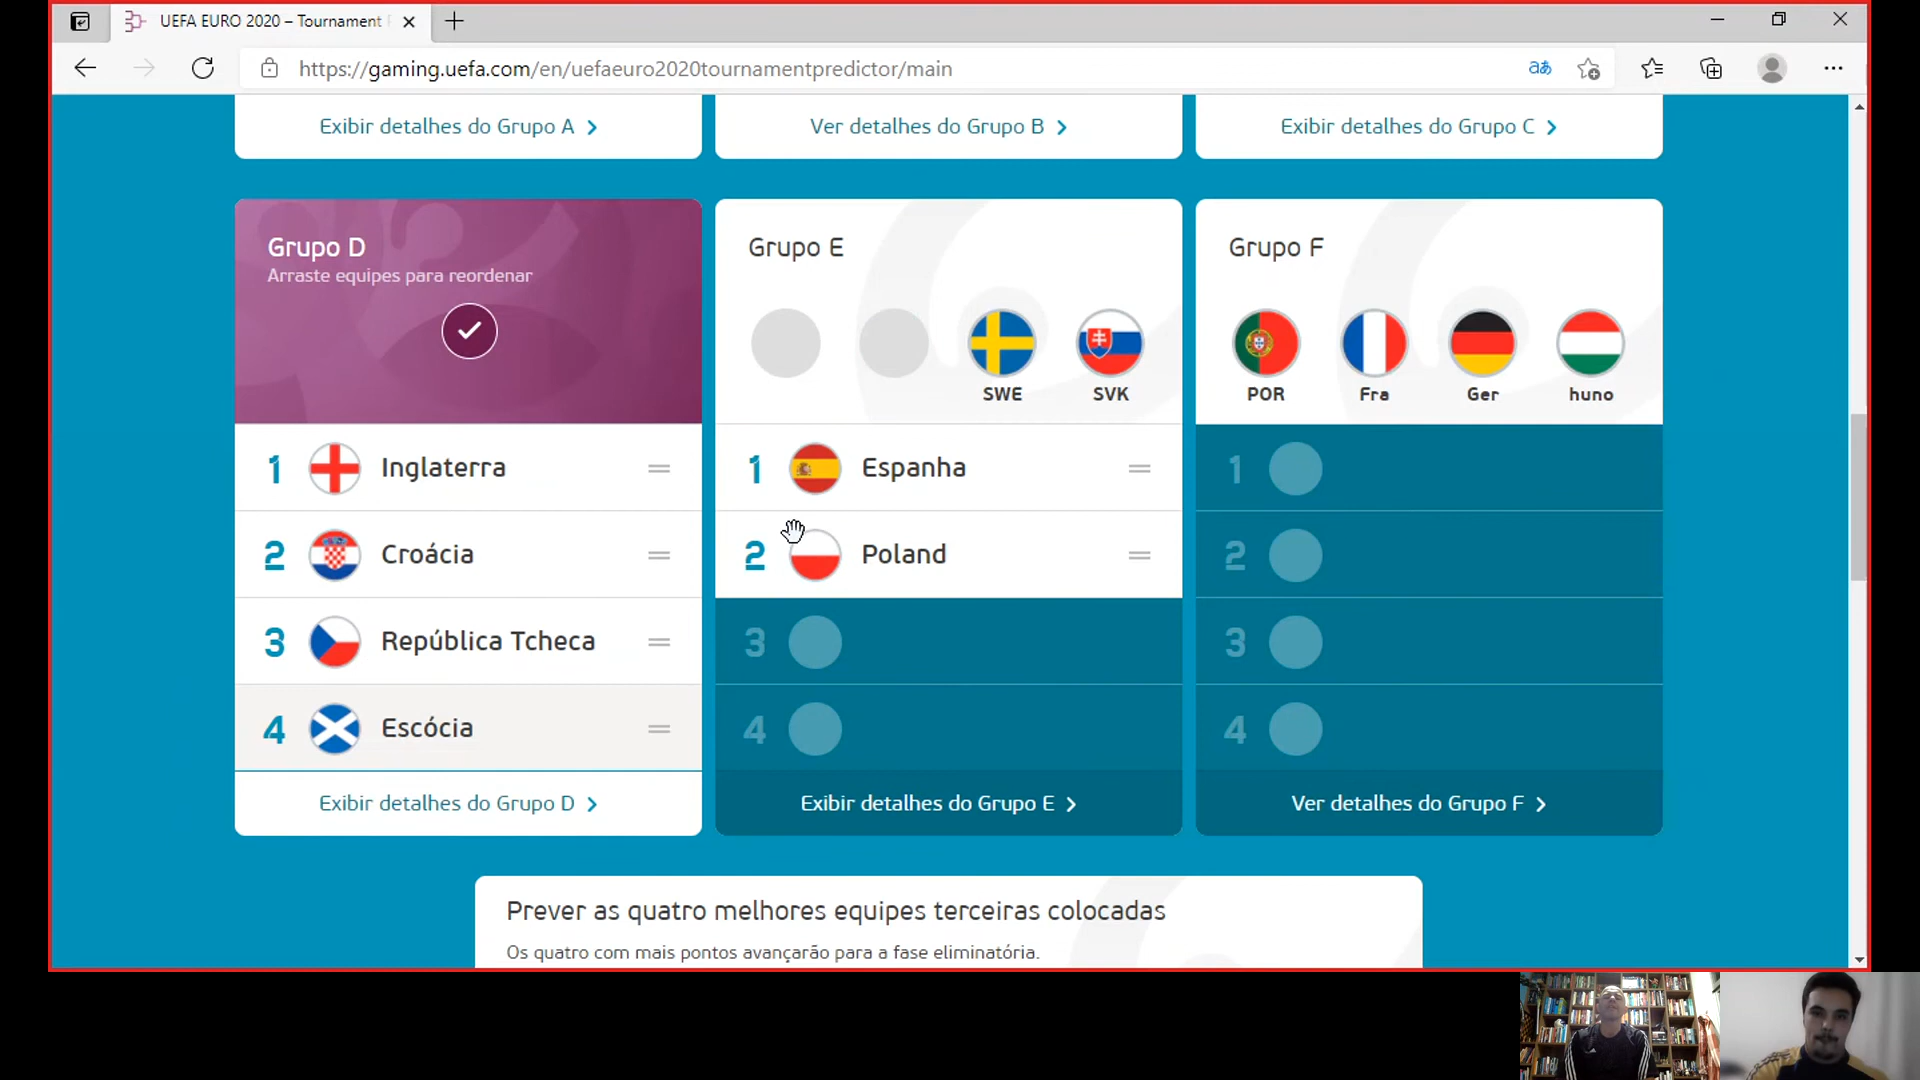 UEFA EURO 2020 – Tournament
https://gaming.uefa.com/en/uefaeuro2020tournamentpredictor/main
aあ
Exibir detalhes do Grupo A
Ver detalhes do Grupo B
Exibir detalhes do Grupo C
Grupo D
Arraste equipes para reordenar
1 Inglaterra
2 Croácia
3 República Tcheca
4 Escócia
Exibir detalhes do Grupo D
Grupo E
SWE SVK
1 Espanha
2 Poland
3
4
Exibir detalhes do Grupo E
Grupo F
POR Fra Ger huno
1
2
3
4
Ver detalhes do Grupo F
Prever as quatro melhores equipes terceiras colocadas
Os quatro com mais pontos avançarão para a fase eliminatória.